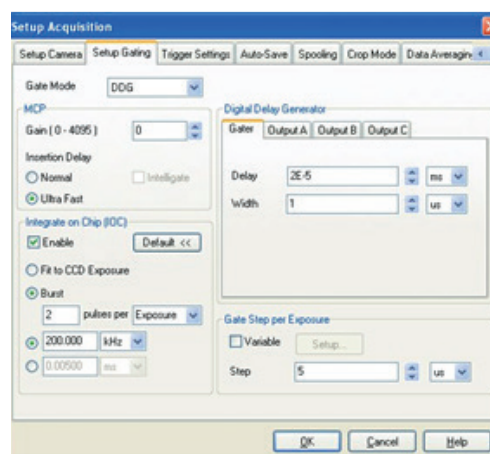 Setup Acquisition
Setup Camera Setup Gating Trigger Settings Auto-Save Spooling Crop Mode Data Averagin
Gate Mode DDG
MCP
Gain ( 0 - 4095 ) 0
Insertion Delay
Normal Intelligate
Ultra Fast
Integrate on Chip (IOC)
Enable Default <<
Fit to CCD Exposure
Burst
2 pulses per Exposure
200.000 kHz
0.00500 ms
Digital Delay Generator
Gater Output A Output B Output C
Delay 2E-5 ms
Width 1 us
Gate Step per Exposure
Variable Setup...
Step 5 us
OK Cancel Help